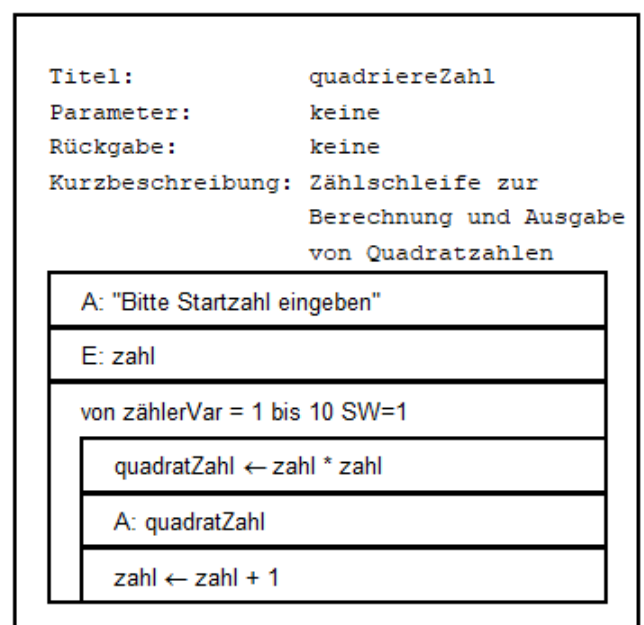 Titel: quadriereZahl
Parameter: keine
Rückgabe: keine
Kurzbeschreibung: Zählschleife zur
Berechnung und Ausgabe
von Quadratzahlen
A: "Bitte Startzahl eingeben"
E: zahl
von zählerVar = 1 bis 10 SW=1
quadratZahl ← zahl * zahl
A: quadratZahl
zahl ← zahl + 1